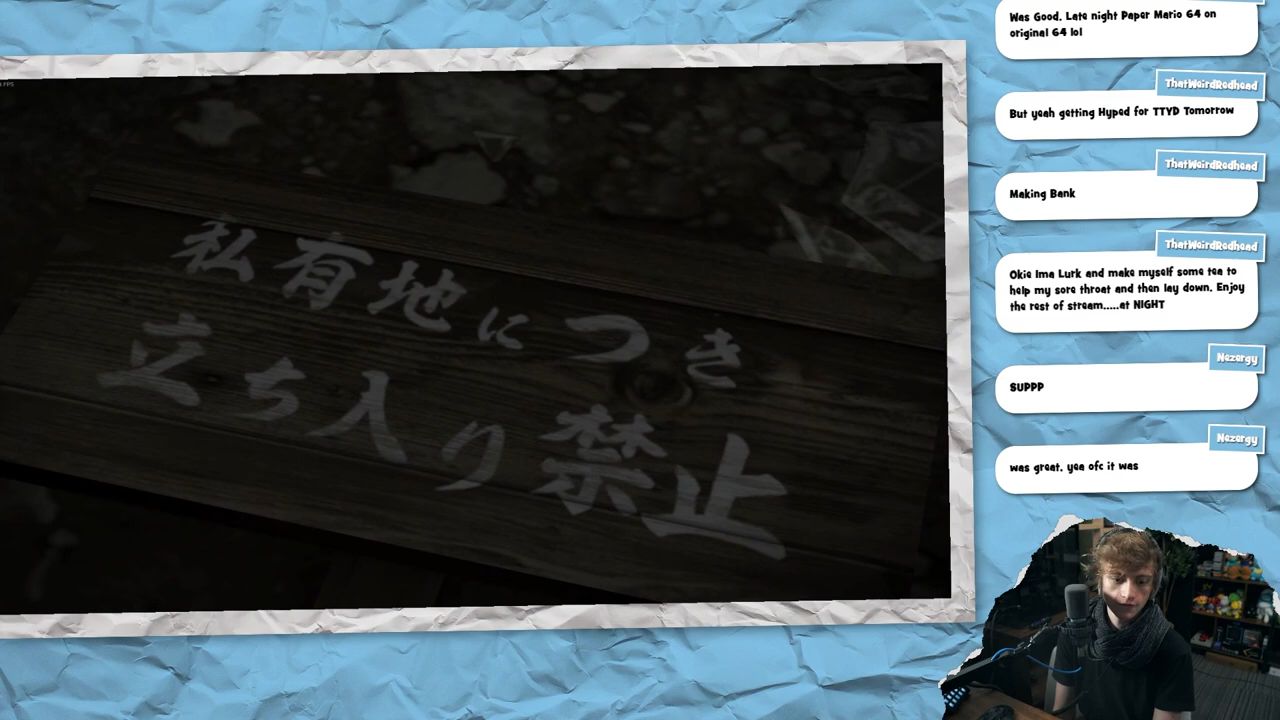 FPS
私有地につき
立ち入り禁止
Was Good. Late night Paper Mario 64 on
original 64 lol
ThatWeirdRedhead
But yeah getting Hyped for TTYD Tomorrow
ThatWeirdRedhead
Making Bank
ThatWeirdRedhead
Okie Ima Lurk and make myself some tea to
help my sore throat and then lay down. Enjoy
the rest of stream.....at NIGHT
Nezergy
SUPPP
Nezergy
was great. yea ofc it was